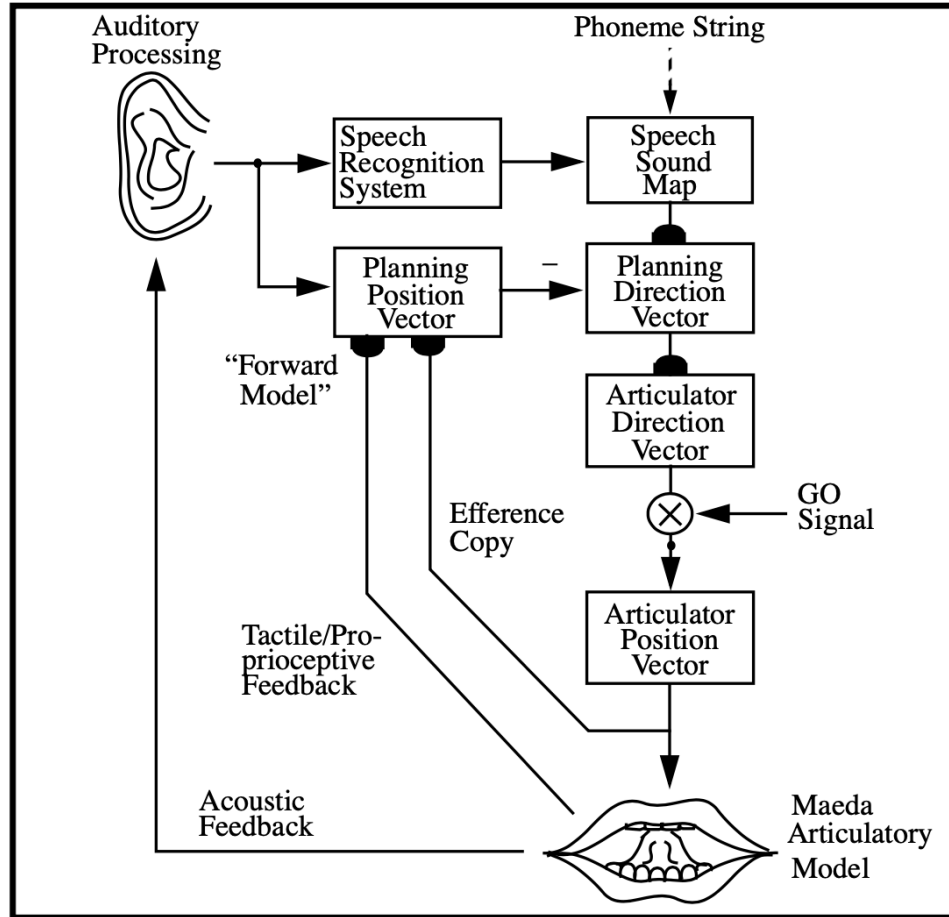 Auditory
Processing
Phoneme String
Speech
Recognition
System
Speech
Sound
Map
Planning
Position
Vector
–
Planning
Direction
Vector
“Forward
Model”
Articulator
Direction
Vector
Efference
Copy
GO
Signal
Tactile/Pro-
prioceptive
Feedback
Articulator
Position
Vector
Acoustic
Feedback
Maeda
Articulatory
Model